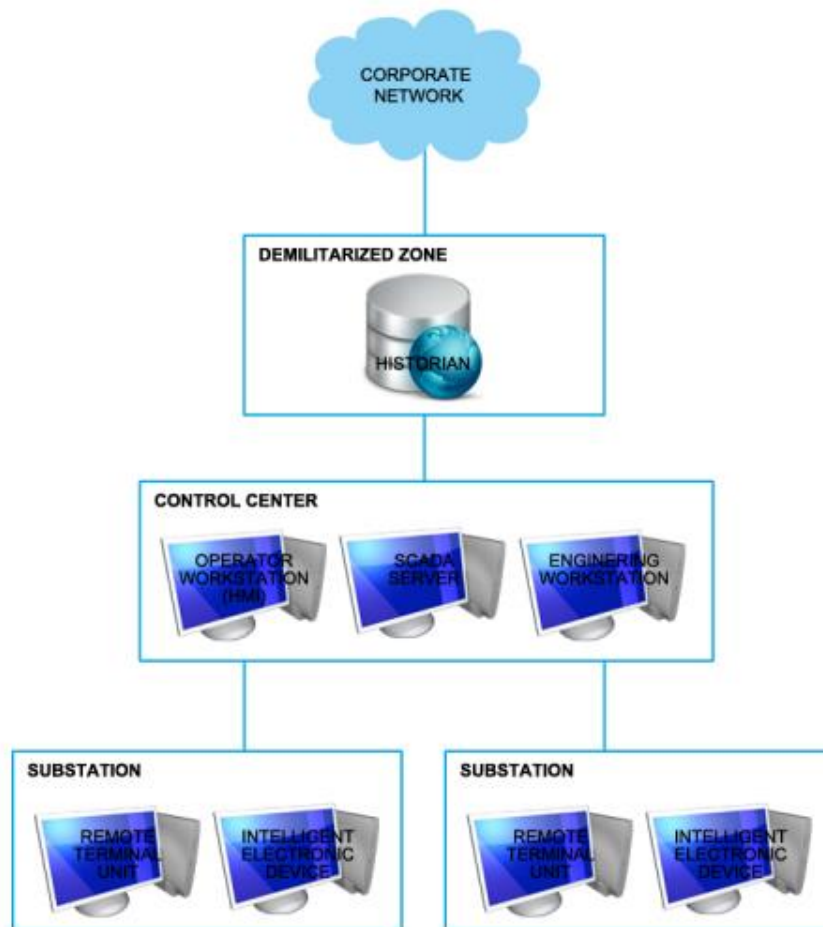 CORPORATE
NETWORK
DEMILITARIZED ZONE
HISTORIAN
CONTROL CENTER
OPERATOR
WORKSTATION
(HMI)
SCADA
SERVER
ENGINERING
WORKSTATION
SUBSTATION
REMOTE
TERMINAL
UNIT
INTELLIGENT
ELECTRONIC
DEVICE
SUBSTATION
REMOTE
TERMINAL
UNIT
INTELLIGENT
ELECTRONIC
DEVICE